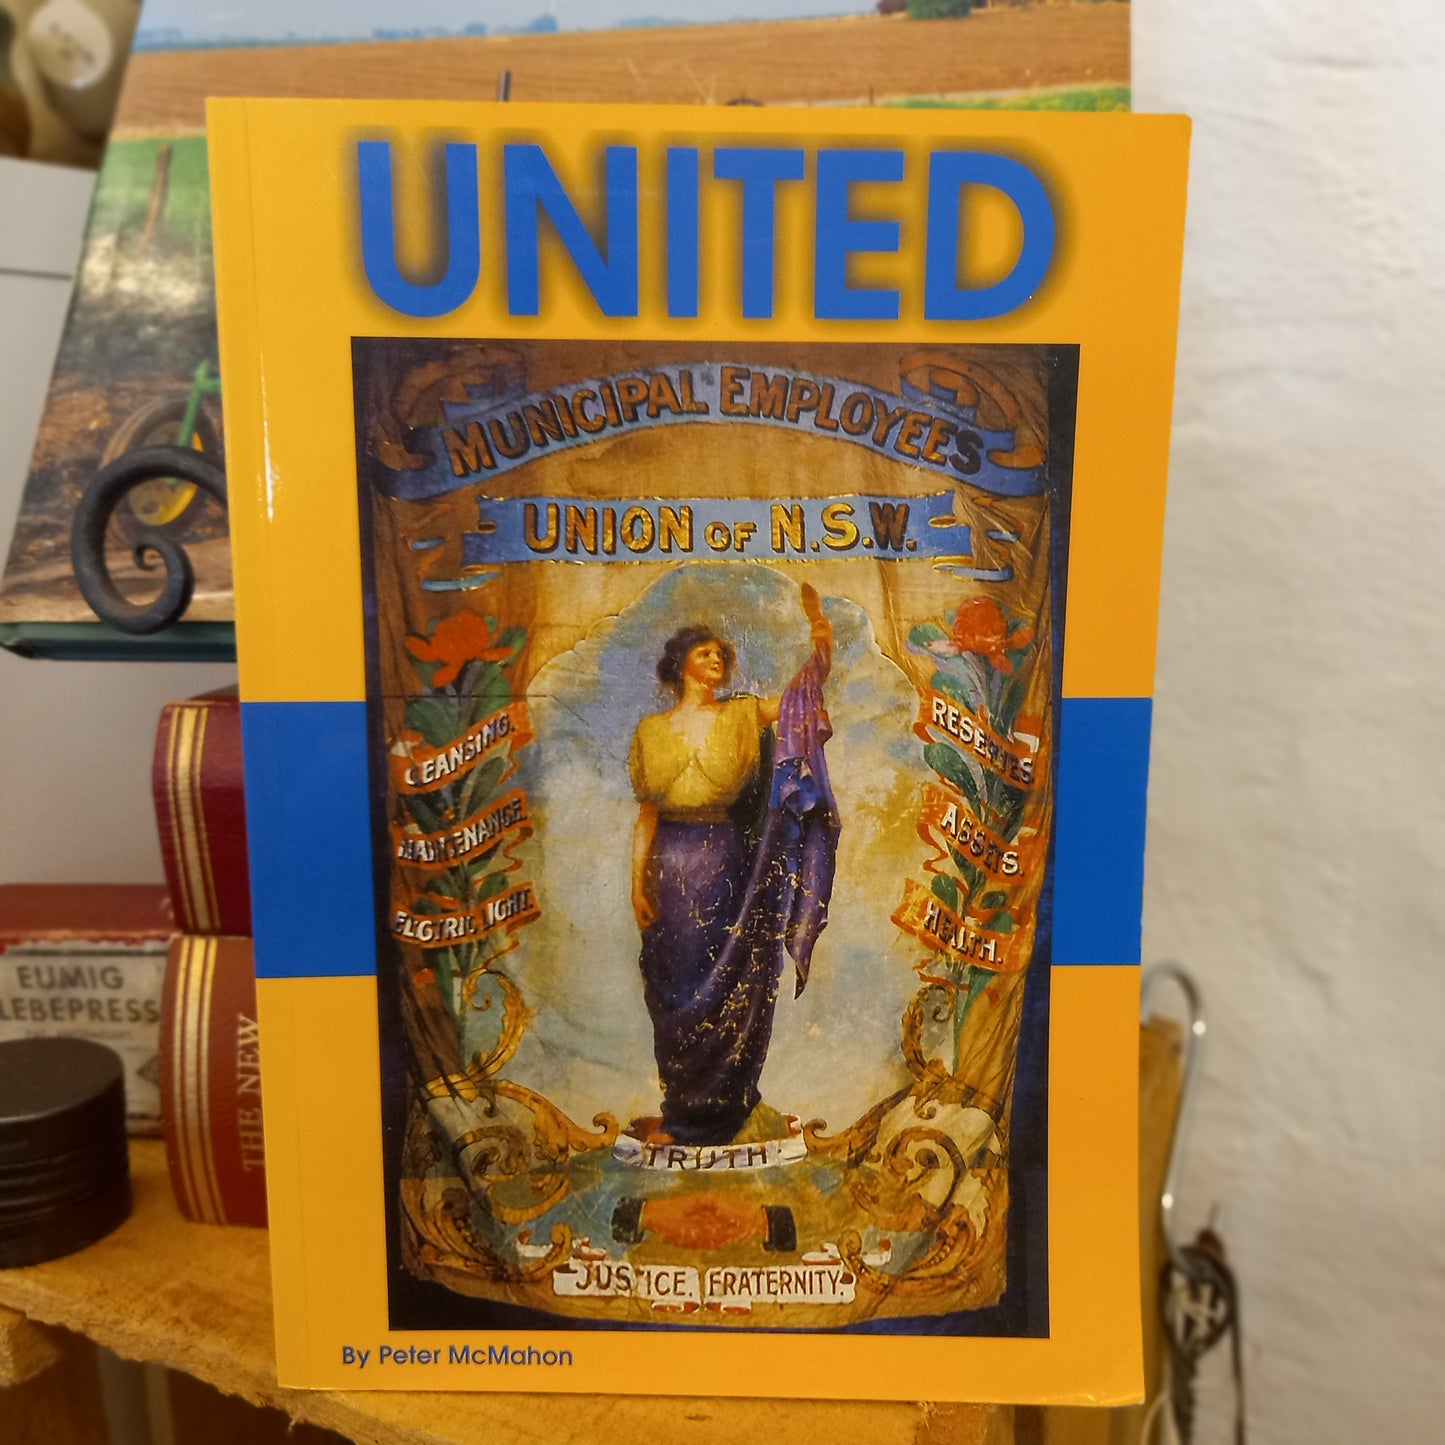 UNITED
MUNICIPAL EMPLOYEES
UNION OF N.S.W.
CLEANSING.
MAINTENANCE.
ELECTRIC LIGHT.
RESERVES
ASSETS.
HEALTH.
TRUTH
JUSTICE. FRATERNITY.
By Peter McMahon
EUMIG
LEBEPRESS
THE NEW